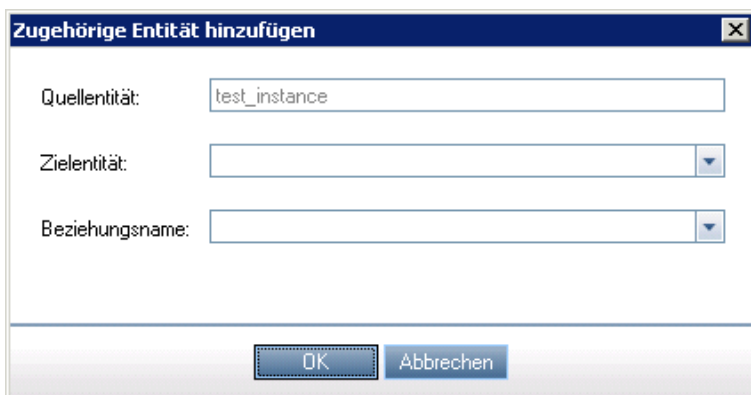 Zugehörige Entität hinzufügen
Quellentität: test_instance
Zielentität:
Beziehungsname:
OK Abbrechen